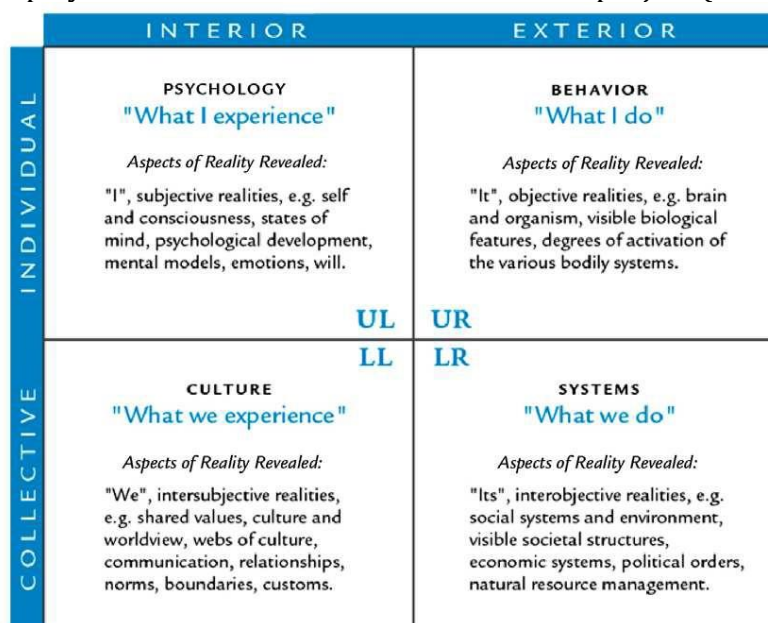 INTERIOR
EXTERIOR
INDIVIDUAL
PSYCHOLOGY
"What I experience"
Aspects of Reality Revealed:
"I", subjective realities, e.g. self
and consciousness, states of
mind, psychological development,
mental models, emotions, will.
UL
BEHAVIOR
"What I do"
Aspects of Reality Revealed:
"It", objective realities, e.g. brain
and organism, visible biological
features, degrees of activation of
the various bodily systems.
UR
COLLECTIVE
LL
CULTURE
"What we experience"
Aspects of Reality Revealed:
"We", intersubjective realities,
e.g. shared values, culture and
worldview, webs of culture,
communication, relationships,
norms, boundaries, customs.
LR
SYSTEMS
"What we do"
Aspects of Reality Revealed:
"Its", interobjective realities, e.g.
social systems and environment,
visible societal structures,
economic systems, political orders,
natural resource management.